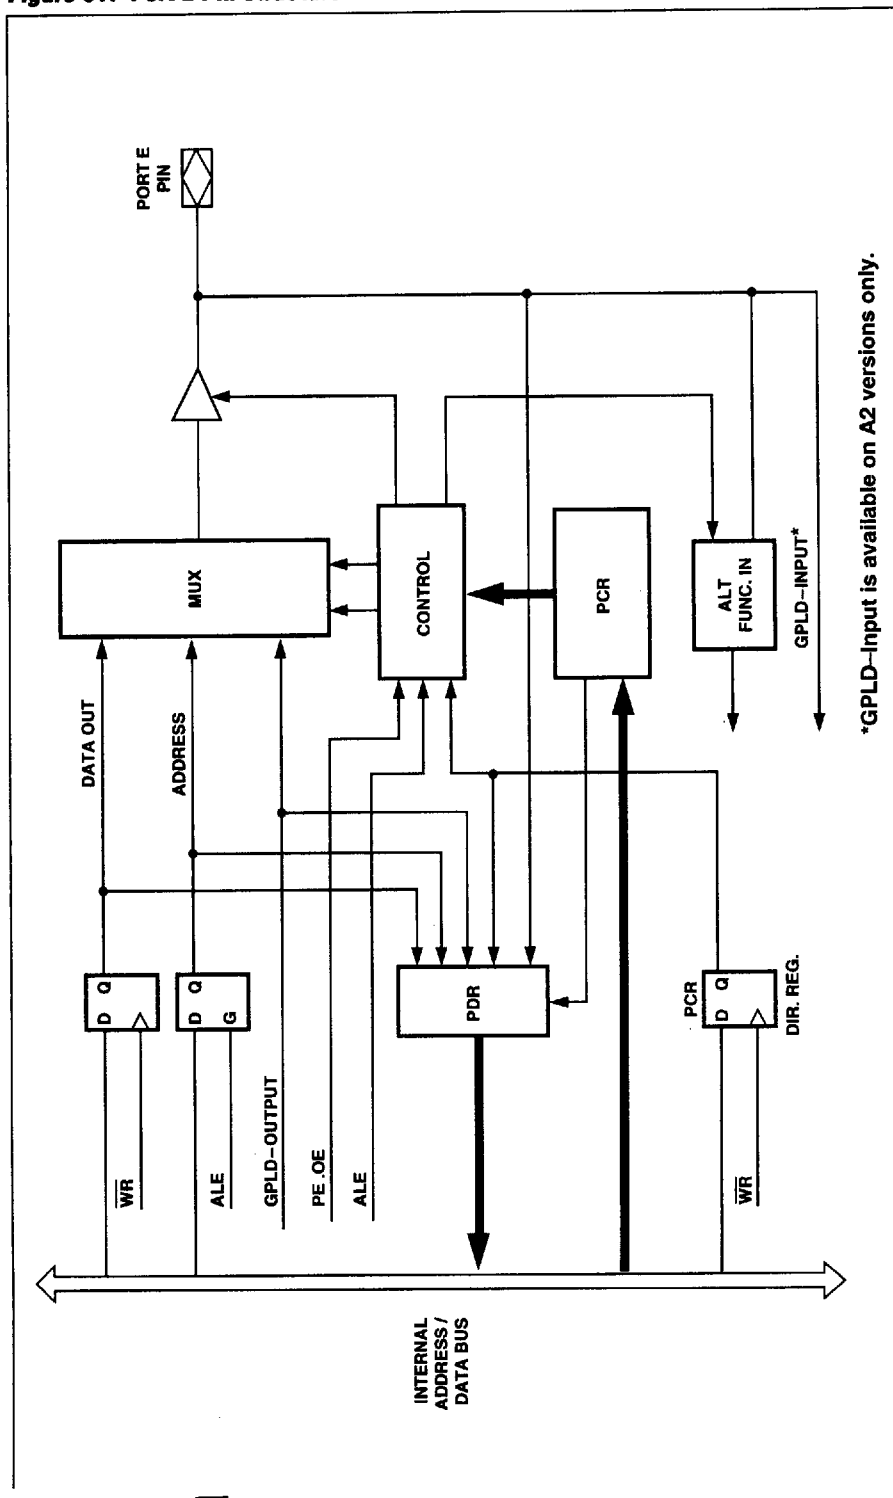 PORT E
PIN
MUX
CONTROL
PCR
ALT
FUNC. IN
GPLD–INPUT*
DATA OUT
ADDRESS
D Q
D Q
G
PDR
PCR
D Q
DIR. REG.
WR
ALE
GPLD–OUTPUT
PE .OE
ALE
WR
INTERNAL
ADDRESS /
DATA BUS
*GPLD–Input is available on A2 versions only.